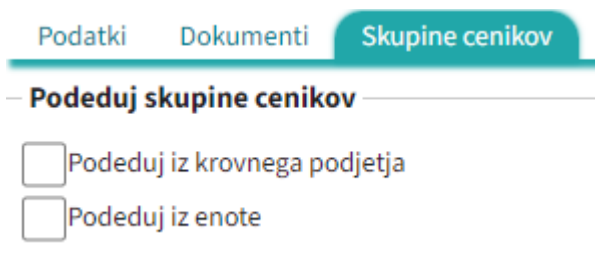 Podatki Dokumenti Skupine cenikov
Podeduj skupine cenikov
Podeduj iz krovnega podjetja
Podeduj iz enote